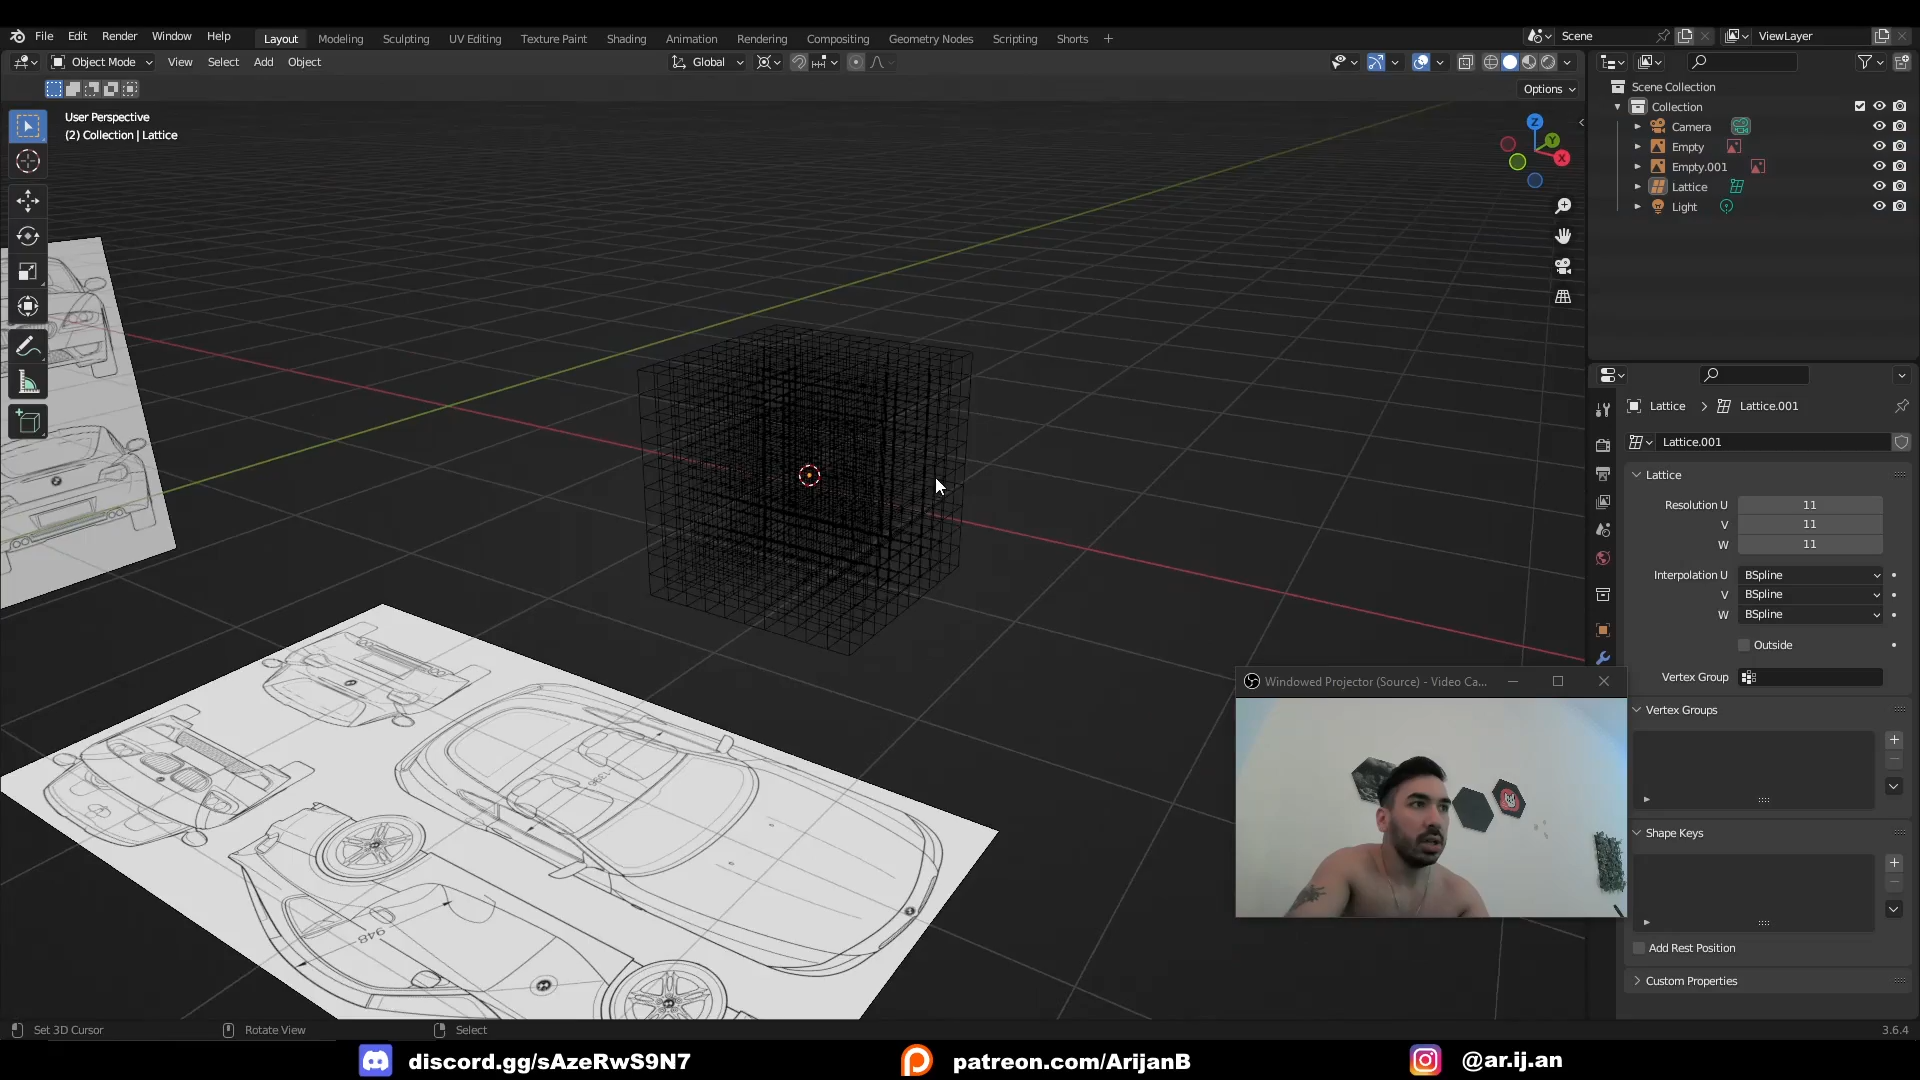 File Edit Render Window Help Layout Modeling Sculpting UV Editing Texture Paint Shading Animation Rendering Compositing Geometry Nodes Scripting Shorts + Scene ViewLayer
Object Mode View Select Add Object Global
Options
User Perspective
(2) Collection | Lattice
Z
Y
X
Scene Collection
Collection
Camera
Empty
Empty.001
Lattice
Light
Lattice > Lattice.001
Lattice.001
Lattice
Resolution U 11
V 11
W 11
Interpolation U BSpline
V BSpline
W BSpline
Outside
Vertex Group
Vertex Groups
Shape Keys
Add Rest Position
Custom Properties
Windowed Projector (Source) - Video Ca...
948
Set 3D Cursor Rotate View Select 3.6.4
discord.gg/sAzeRwS9N7 patreon.com/ArijanB @ar.ij.an